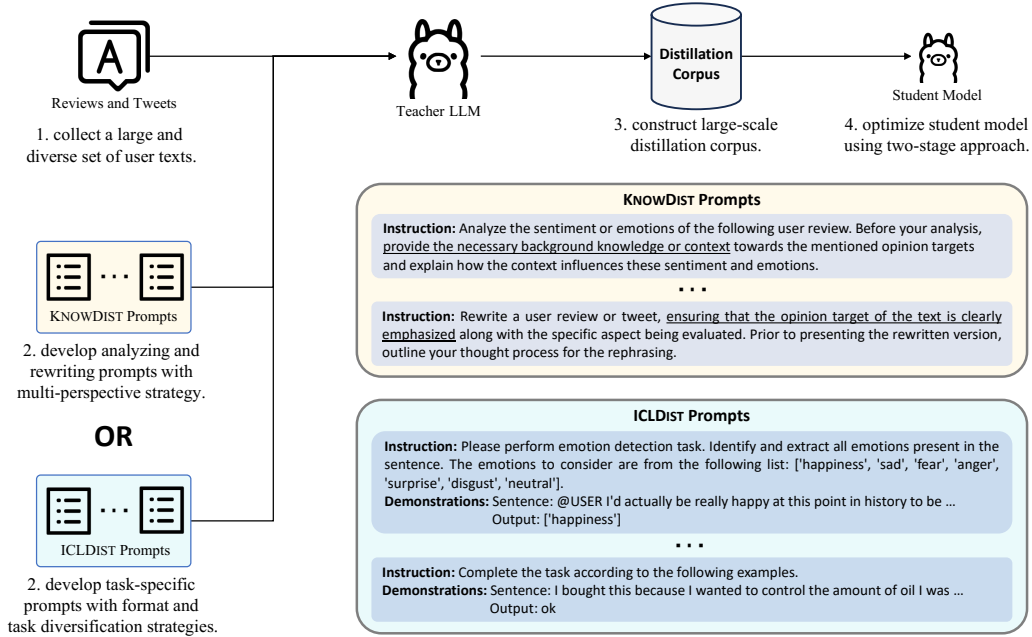 A
Reviews and Tweets
1. collect a large and
diverse set of user texts.
Teacher LLM
Distillation
Corpus
3. construct large-scale
distillation corpus.
Student Model
4. optimize student model
using two-stage approach.
...
KNOWDIST Prompts
2. develop analyzing and
rewriting prompts with
multi-perspective strategy.
OR
...
ICLDIST Prompts
2. develop task-specific
prompts with format and
task diversification strategies.
KNOWDIST Prompts
Instruction: Analyze the sentiment or emotions of the following user review. Before your analysis,
provide the necessary background knowledge or context towards the mentioned opinion targets
and explain how the context influences these sentiment and emotions.
...
Instruction: Rewrite a user review or tweet, ensuring that the opinion target of the text is clearly
emphasized along with the specific aspect being evaluated. Prior to presenting the rewritten version,
outline your thought process for the rephrasing.
ICLDIST Prompts
Instruction: Please perform emotion detection task. Identify and extract all emotions present in the
sentence. The emotions to consider are from the following list: ['happiness', 'sad', 'fear', 'anger',
'surprise', 'disgust', 'neutral'].
Demonstrations: Sentence: @USER I'd actually be really happy at this point in history to be ...
Output: ['happiness']
...
Instruction: Complete the task according to the following examples.
Demonstrations: Sentence: I bought this because I wanted to control the amount of oil I was ...
Output: ok